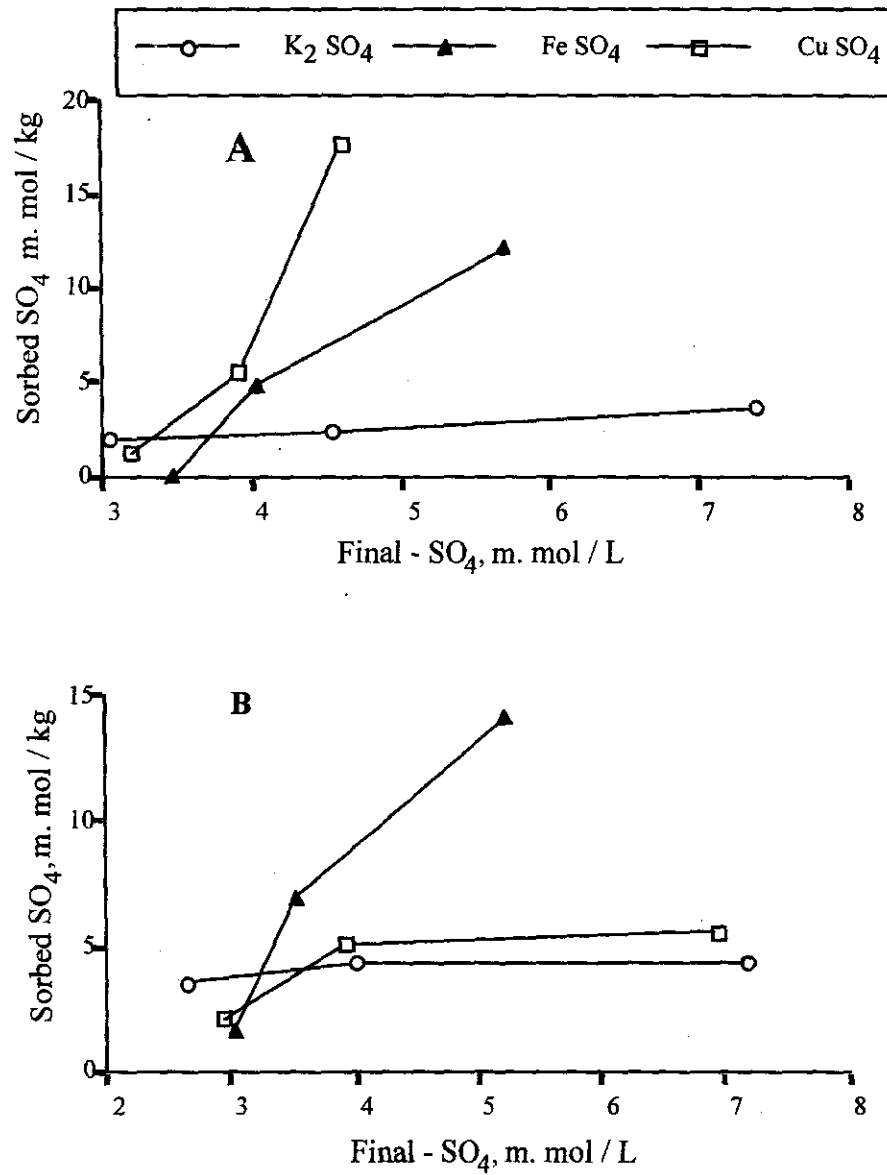 K2 SO4 Fe SO4 Cu SO4
20
15
10
5
0
A
Sorbed SO4 m. mol / kg
3 4 5 6 7 8
Final - SO4, m. mol / L
15
10
5
0
B
Sorbed SO4, m. mol / kg
2 3 4 5 6 7 8
Final - SO4, m. mol / L